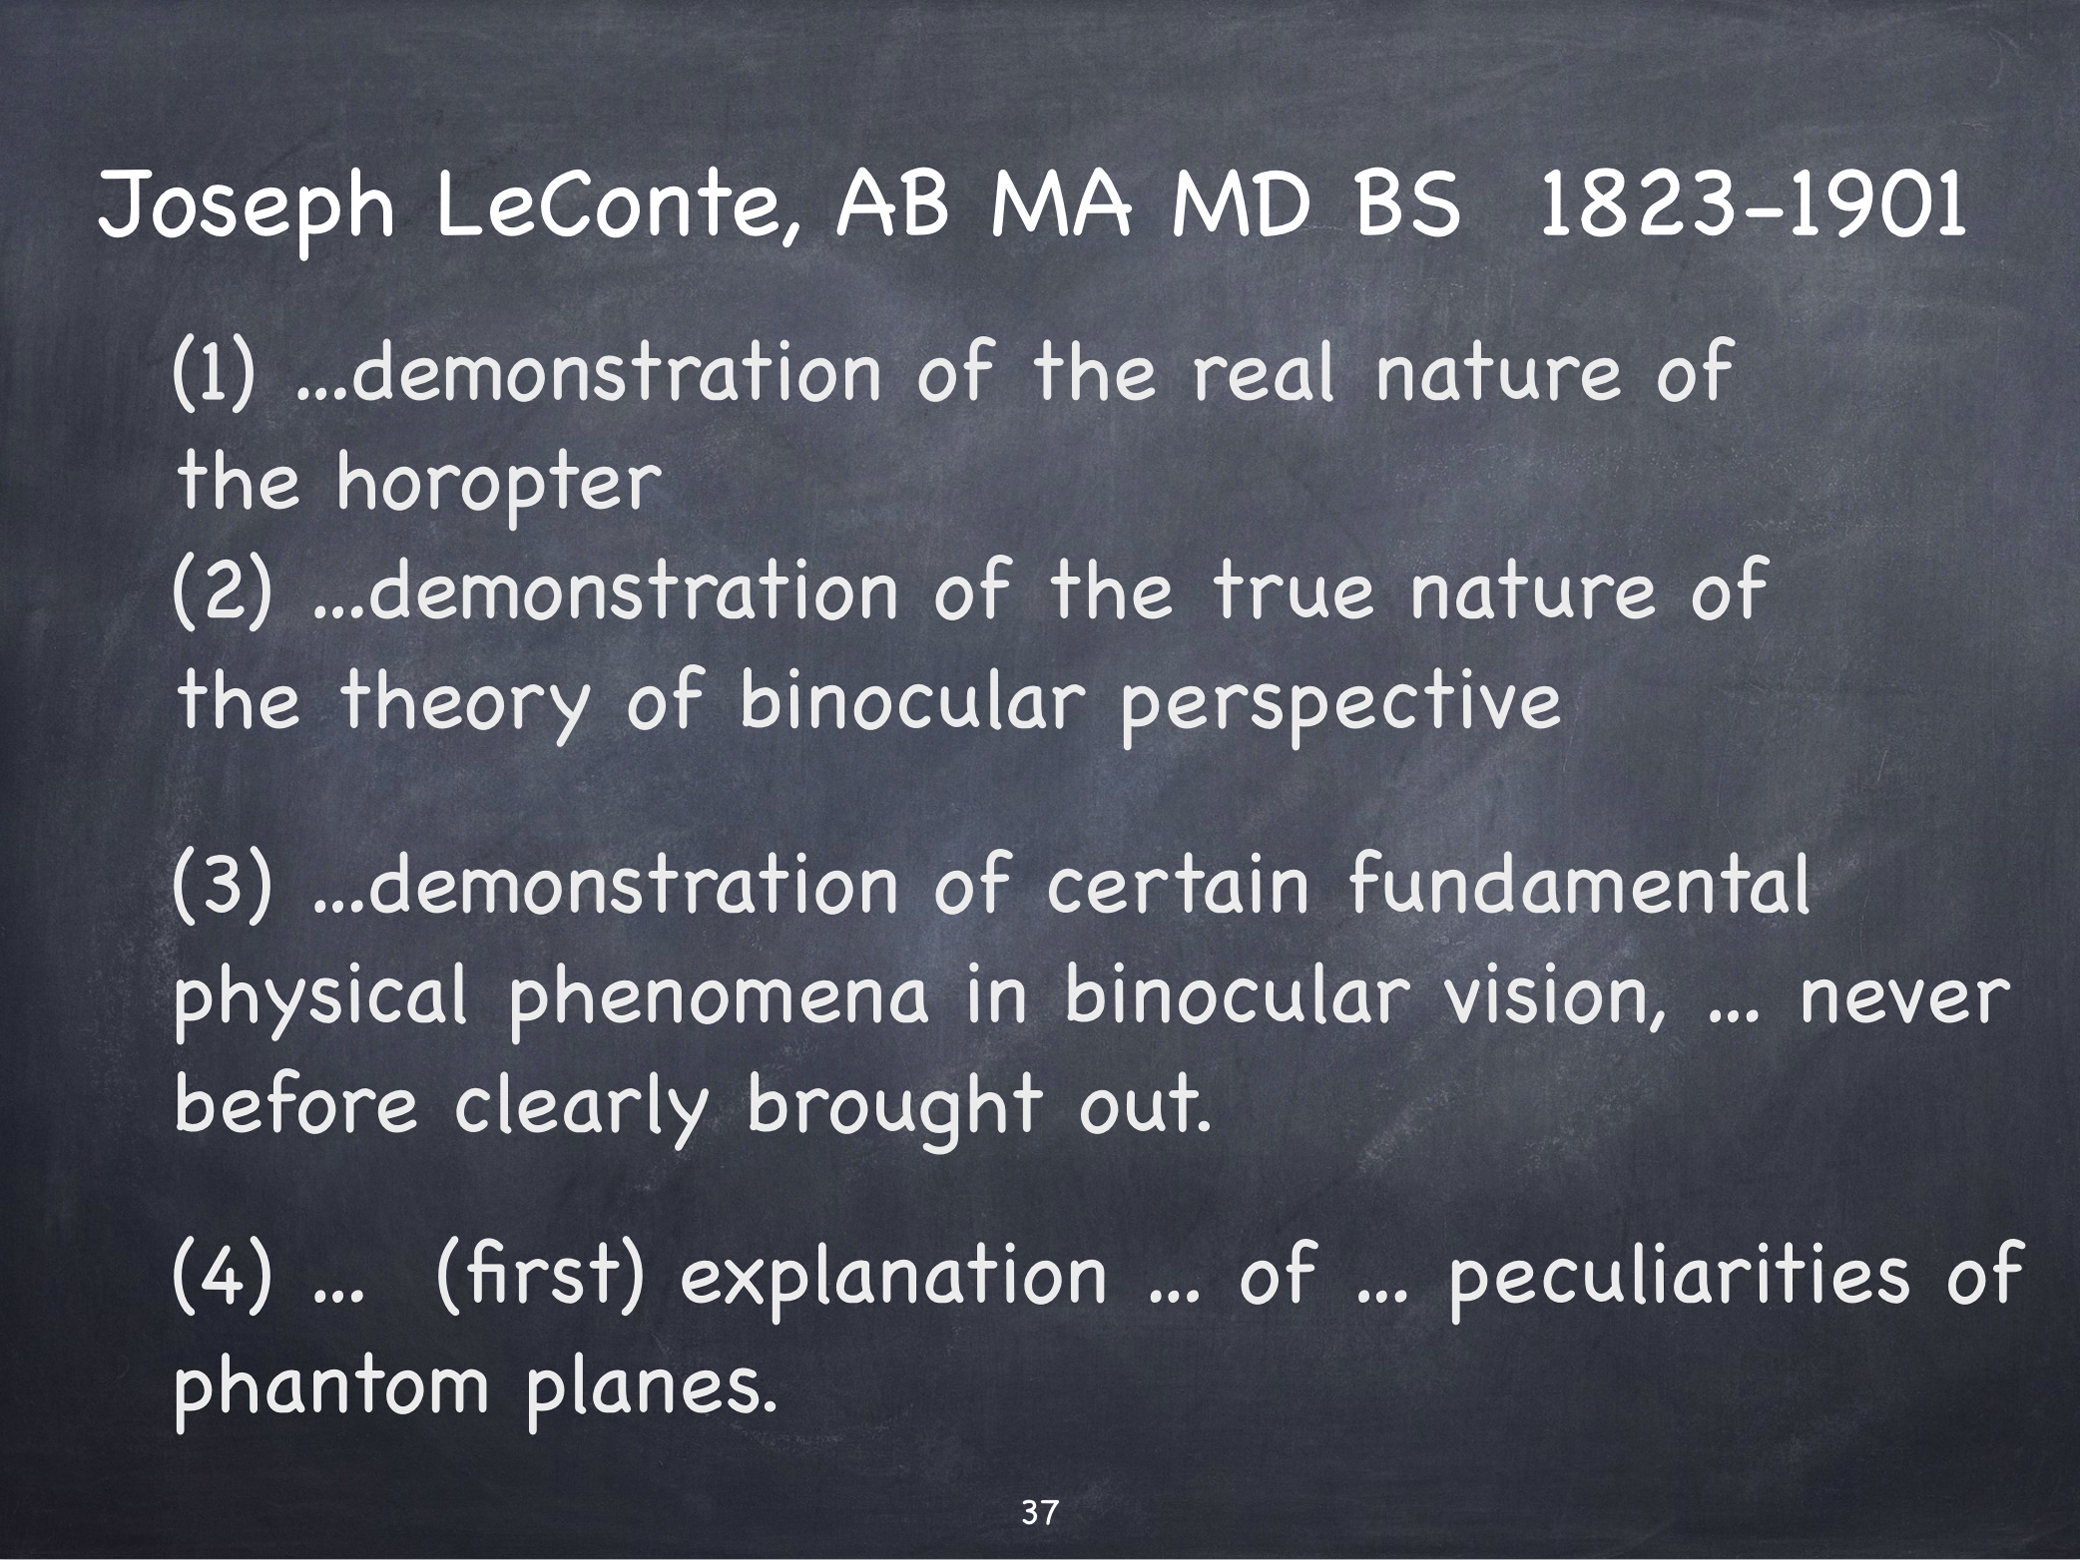 Joseph LeConte, AB MA MD BS 1823-1901
(1) ...demonstration of the real nature of
the horopter
(2) ...demonstration of the true nature of
the theory of binocular perspective
(3) ...demonstration of certain fundamental
physical phenomena in binocular vision, ... never
before clearly brought out.
(4) ... (first) explanation ... of ... peculiarities of
phantom planes.
37